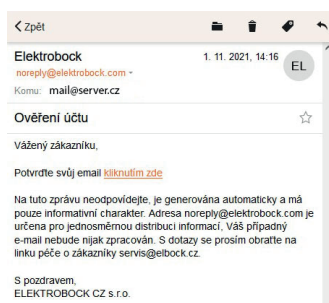 Zpět
Elektrobock
1. 11. 2021, 14:16
EL
noreply@elektrobock.com
Komu: mail@server.cz
Ověření účtu
Vážený zákazníku,
Potvrďte svůj email kliknutím zde
Na tuto zprávu neodpovídejte, je generována automaticky a má
pouze informativní charakter. Adresa noreply@elektrobock.com je
určena pro jednosměrnou distribuci informací, Váš případný
e-mail nebude nijak zpracován. S dotazy se prosím obraťte na
linku péče o zákazníky servis@elbock.cz.
S pozdravem,
ELEKTROBOCK CZ s.r.o.